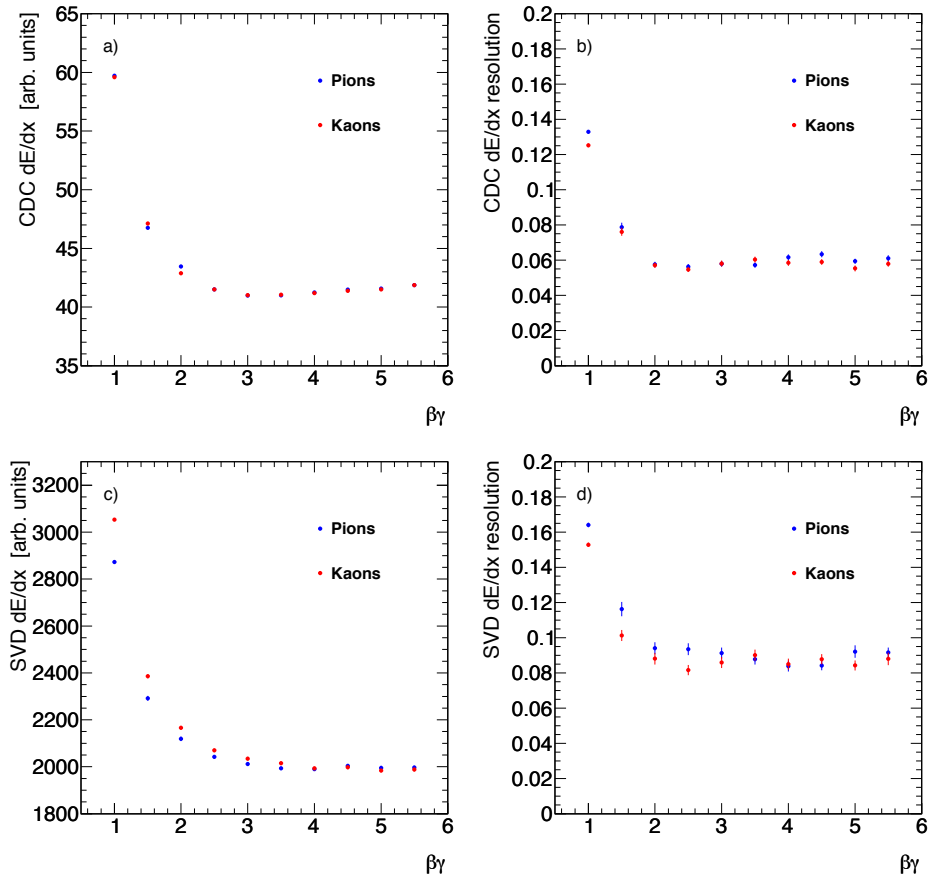 a)
CDC dE/dx [arb. units]
65
60
55
50
45
40
35
Pions
Kaons
1 2 3 4 5 6
βγ
b)
CDC dE/dx resolution
0.2
0.18
0.16
0.14
0.12
0.1
0.08
0.06
0.04
0.02
0
Pions
Kaons
1 2 3 4 5 6
βγ
c)
SVD dE/dx [arb. units]
3200
3000
2800
2600
2400
2200
2000
1800
Pions
Kaons
1 2 3 4 5 6
βγ
d)
SVD dE/dx resolution
0.2
0.18
0.16
0.14
0.12
0.1
0.08
0.06
0.04
0.02
0
Pions
Kaons
1 2 3 4 5 6
βγ